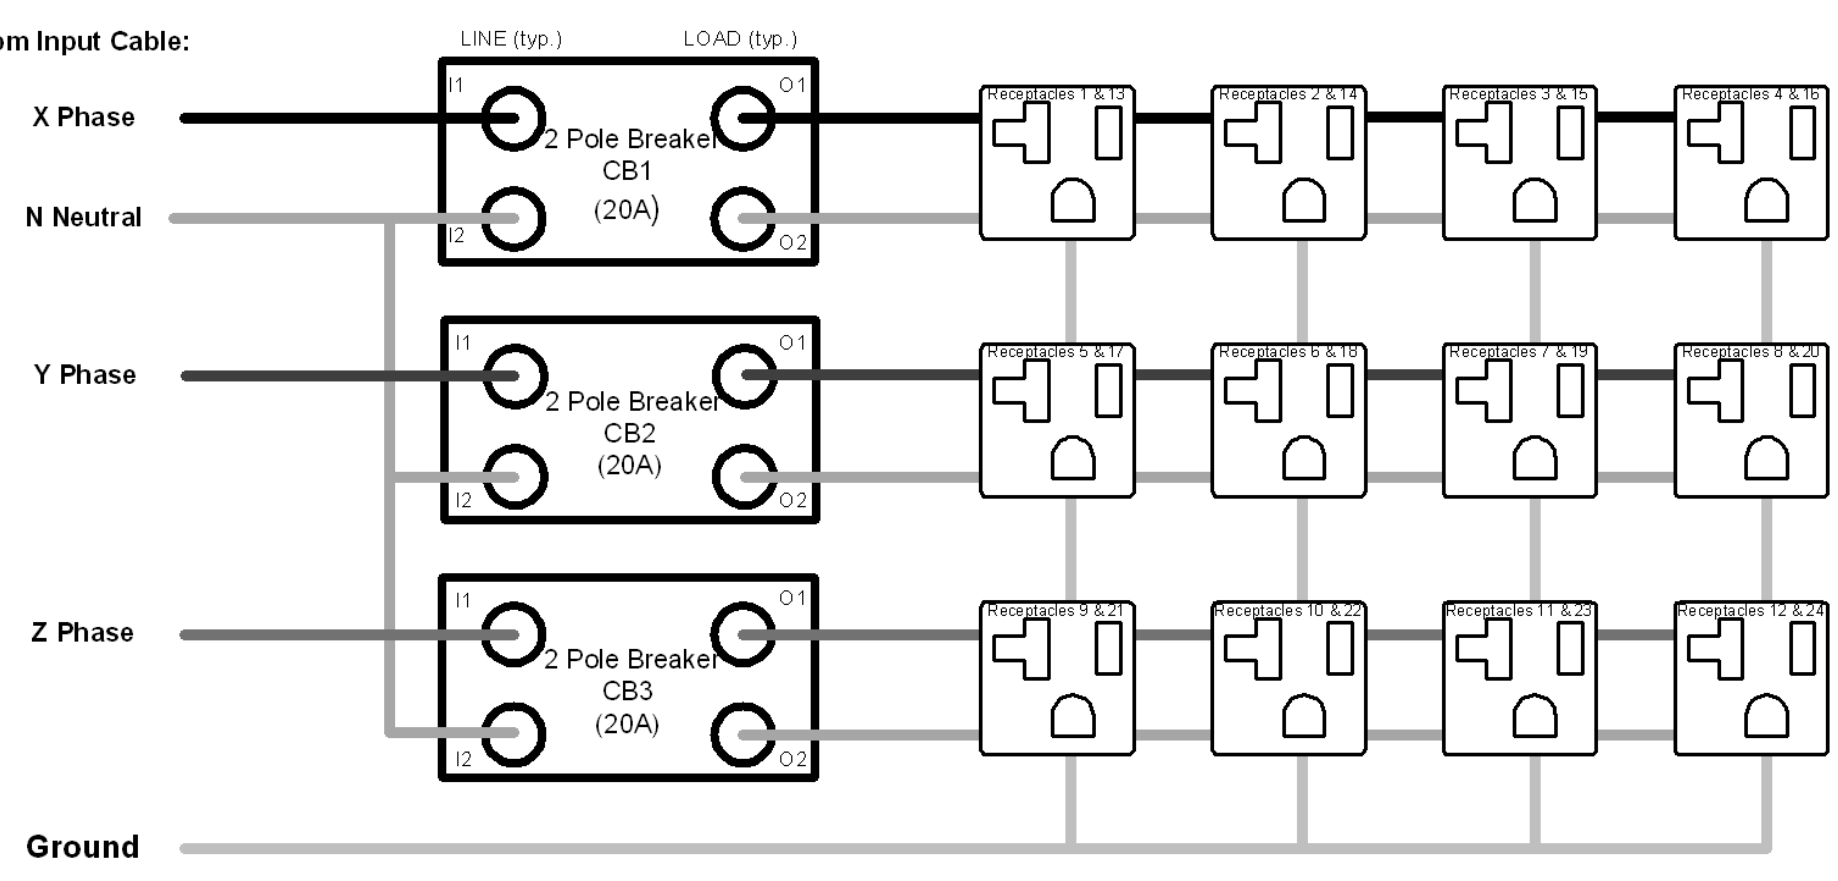 om Input Cable:
LINE (typ.)
LOAD (typ.)
X Phase
I1
O1
2 Pole Breaker
CB1
(20A)
N Neutral
I2
O2
Receptacles 1 & 13
Receptacles 2 & 14
Receptacles 3 & 15
Receptacles 4 & 16
Y Phase
I1
O1
2 Pole Breaker
CB2
(20A)
I2
O2
Receptacles 5 & 17
Receptacles 6 & 18
Receptacles 7 & 19
Receptacles 8 & 20
Z Phase
I1
O1
2 Pole Breaker
CB3
(20A)
I2
O2
Receptacles 9 & 21
Receptacles 10 & 22
Receptacles 11 & 23
Receptacles 12 & 24
Ground